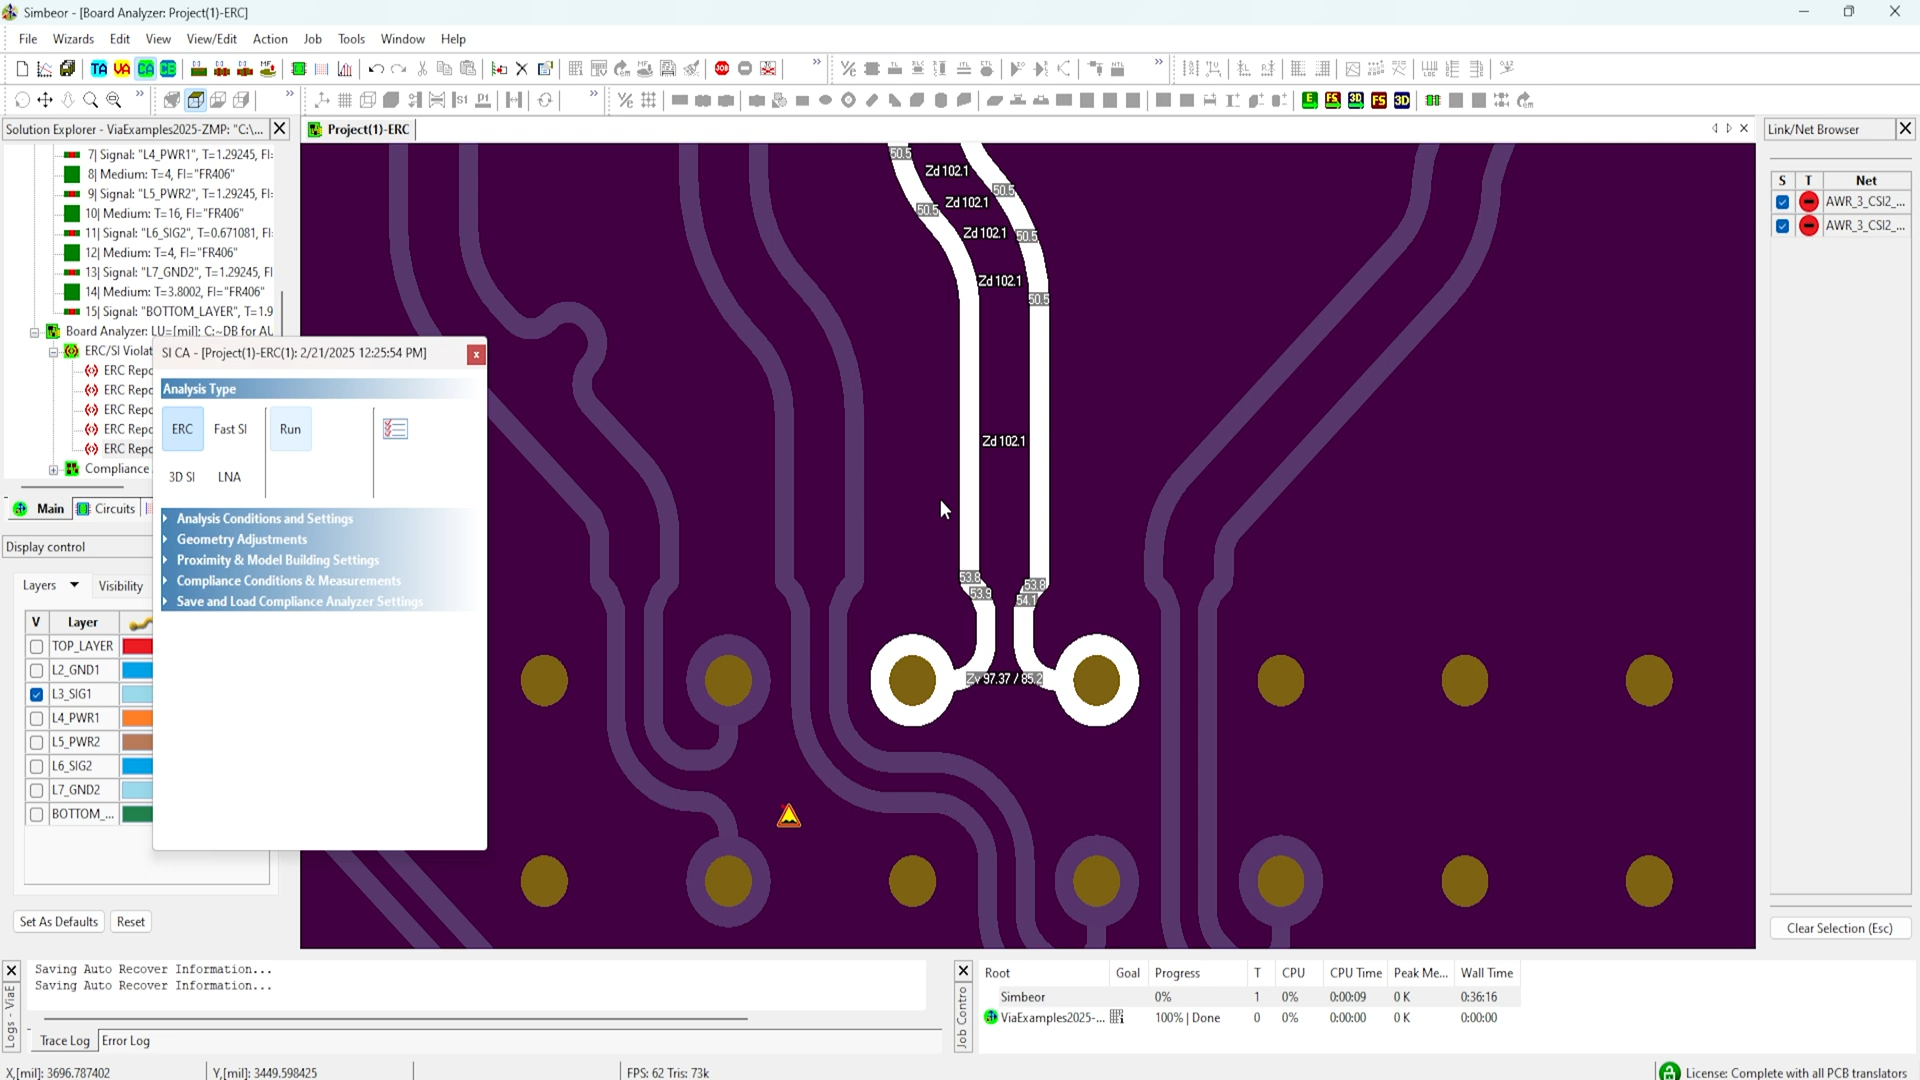 Simbeor - [Board Analyzer: Project(1)-ERC]
File Wizards Edit View View/Edit Action Job Tools Window Help
Solution Explorer - ViaExamples2025-ZMP: "C:\...
Project(1)-ERC
Link/Net Browser
7| Signal: "L4_PWR1", T=1.29245, FI:
8| Medium: T=4, FI="FR406"
9| Signal: "L5_PWR2", T=1.29245, FI:
10| Medium: T=16, FI="FR406"
11| Signal: "L6_SIG2", T=0.671081, FI:
12| Medium: T=4, FI="FR406"
13| Signal: "L7_GND2", T=1.29245, FI
14| Medium: T=3.8002, FI="FR406"
15| Signal: "BOTTOM_LAYER", T=1.9
Board Analyzer: LU=[mil]; C:~DB for AU
ERC/SI Violat
ERC Repo
ERC Repo
ERC Repo
ERC Repo
ERC Repo
Compliance
Main Circuits
SI CA - [Project(1)-ERC(1): 2/21/2025 12:25:54 PM]
Analysis Type
ERC Fast SI Run
3D SI LNA
Analysis Conditions and Settings
Geometry Adjustments
Proximity & Model Building Settings
Compliance Conditions & Measurements
Save and Load Compliance Analyzer Settings
Display control
Layers Visibility
V Layer
TOP_LAYER
L2_GND1
L3_SIG1
L4_PWR1
L5_PWR2
L6_SIG2
L7_GND2
BOTTOM_...
Set As Defaults Reset
50.5
Zd 102.1
50.5
Zd 102.1
50.5
Zd 102.1
50.5
Zd 102.1
50.5
Zd 102.1
53.8
53.8
53.9
54.1
Zv 97.37 / 85.2
S T Net
AWR_3_CSI2_...
AWR_3_CSI2_...
Clear Selection (Esc)
Logs - ViaE
Saving Auto Recover Information...
Saving Auto Recover Information...
Trace Log Error Log
Job Contro
Root Goal Progress T CPU CPU Time Peak Me... Wall Time
Simbeor 0% 1 0% 0:00:09 0 K 0:36:16
ViaExamples2025-... 100% | Done 0 0% 0:00:00 0 K 0:00:00
X,[mil]: 3696.787402 Y,[mil]: 3449.598425 FPS: 62 Tris: 73k License: Complete with all PCB translators